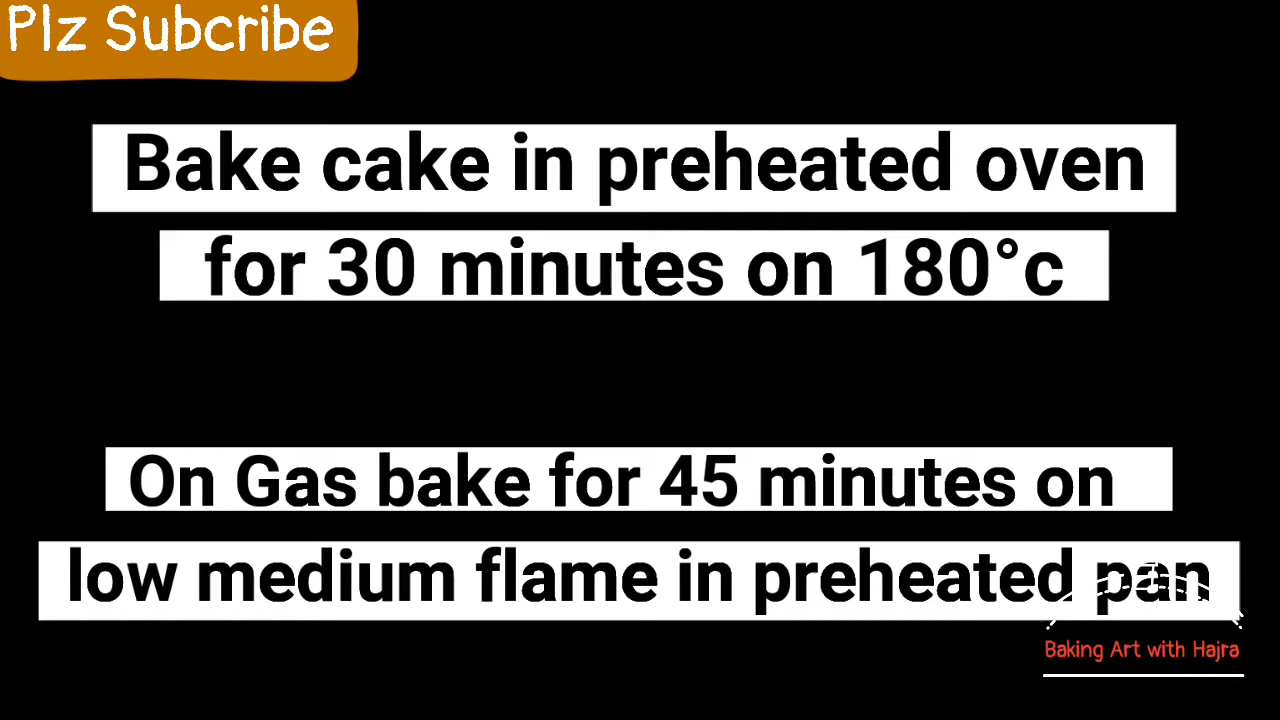 Plz Subcribe
Bake cake in preheated oven
for 30 minutes on 180°c
On Gas bake for 45 minutes on
low medium flame in preheated pan
Baking Art with Hajra